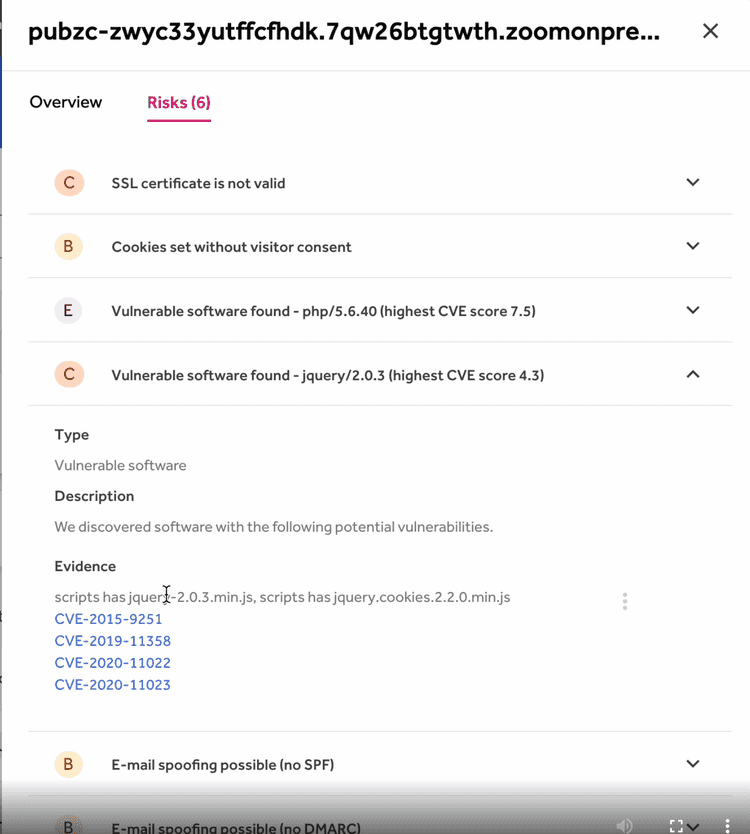 pubzc-zwyc33yutffcfhdk.7qw26btgtwth.zoomonpre...
Overview
Risks (6)
C
SSL certificate is not valid
B
Cookies set without visitor consent
E
Vulnerable software found - php/5.6.40 (highest CVE score 7.5)
C
Vulnerable software found - jquery/2.0.3 (highest CVE score 4.3)
Type
Vulnerable software
Description
We discovered software with the following potential vulnerabilities.
Evidence
scripts has jquery-2.0.3.min.js, scripts has jquery.cookies.2.2.0.min.js
CVE-2015-9251
CVE-2019-11358
CVE-2020-11022
CVE-2020-11023
B
E-mail spoofing possible (no SPF)
B
E-mail spoofing possible (no DMARC)